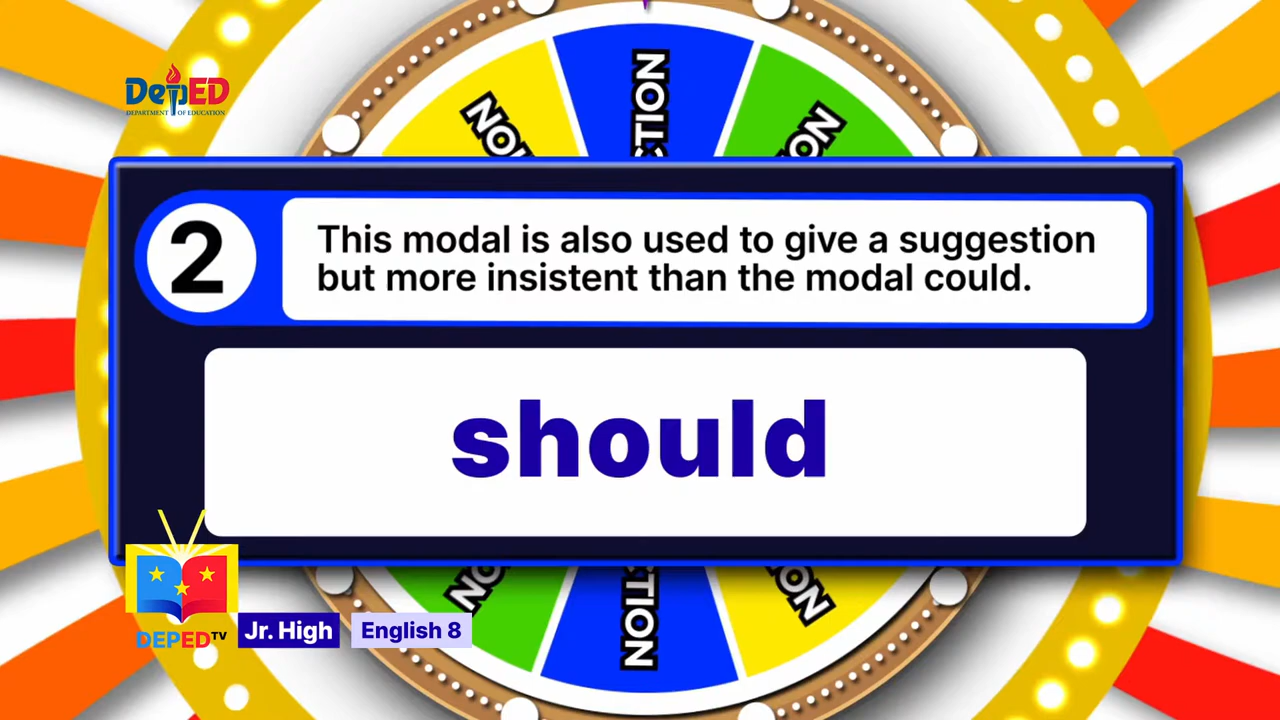 DepED
DEPARTMENT OF EDUCATION
2
This modal is also used to give a suggestion
but more insistent than the modal could.
should
DEPED TV
Jr. High
English 8